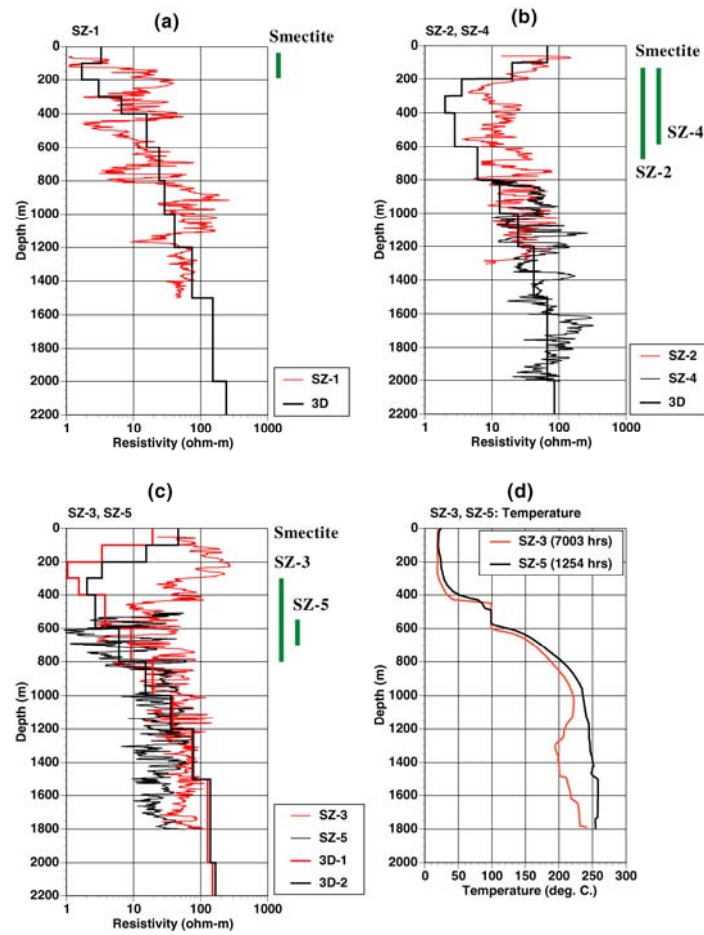 (a)
SZ-1
Smectite
0
200
400
600
800
1000
1200
1400
1600
1800
2000
2200
Depth (m)
1
10
100
1000
Resistivity (ohm-m)
SZ-1
3D
(b)
SZ-2, SZ-4
Smectite
SZ-4
SZ-2
0
200
400
600
800
1000
1200
1400
1600
1800
2000
2200
Depth (m)
1
10
100
1000
Resistivity (ohm-m)
SZ-2
SZ-4
3D
(c)
SZ-3, SZ-5
Smectite
SZ-3
SZ-5
0
200
400
600
800
1000
1200
1400
1600
1800
2000
2200
Depth (m)
1
10
100
1000
Resistivity (ohm-m)
SZ-3
SZ-5
3D-1
3D-2
(d)
SZ-3, SZ-5: Temperature
SZ-3 (7003 hrs)
SZ-5 (1254 hrs)
0
200
400
600
800
1000
1200
1400
1600
1800
2000
Depth (m)
0
50
100
150
200
250
300
Temperature (deg. C.)